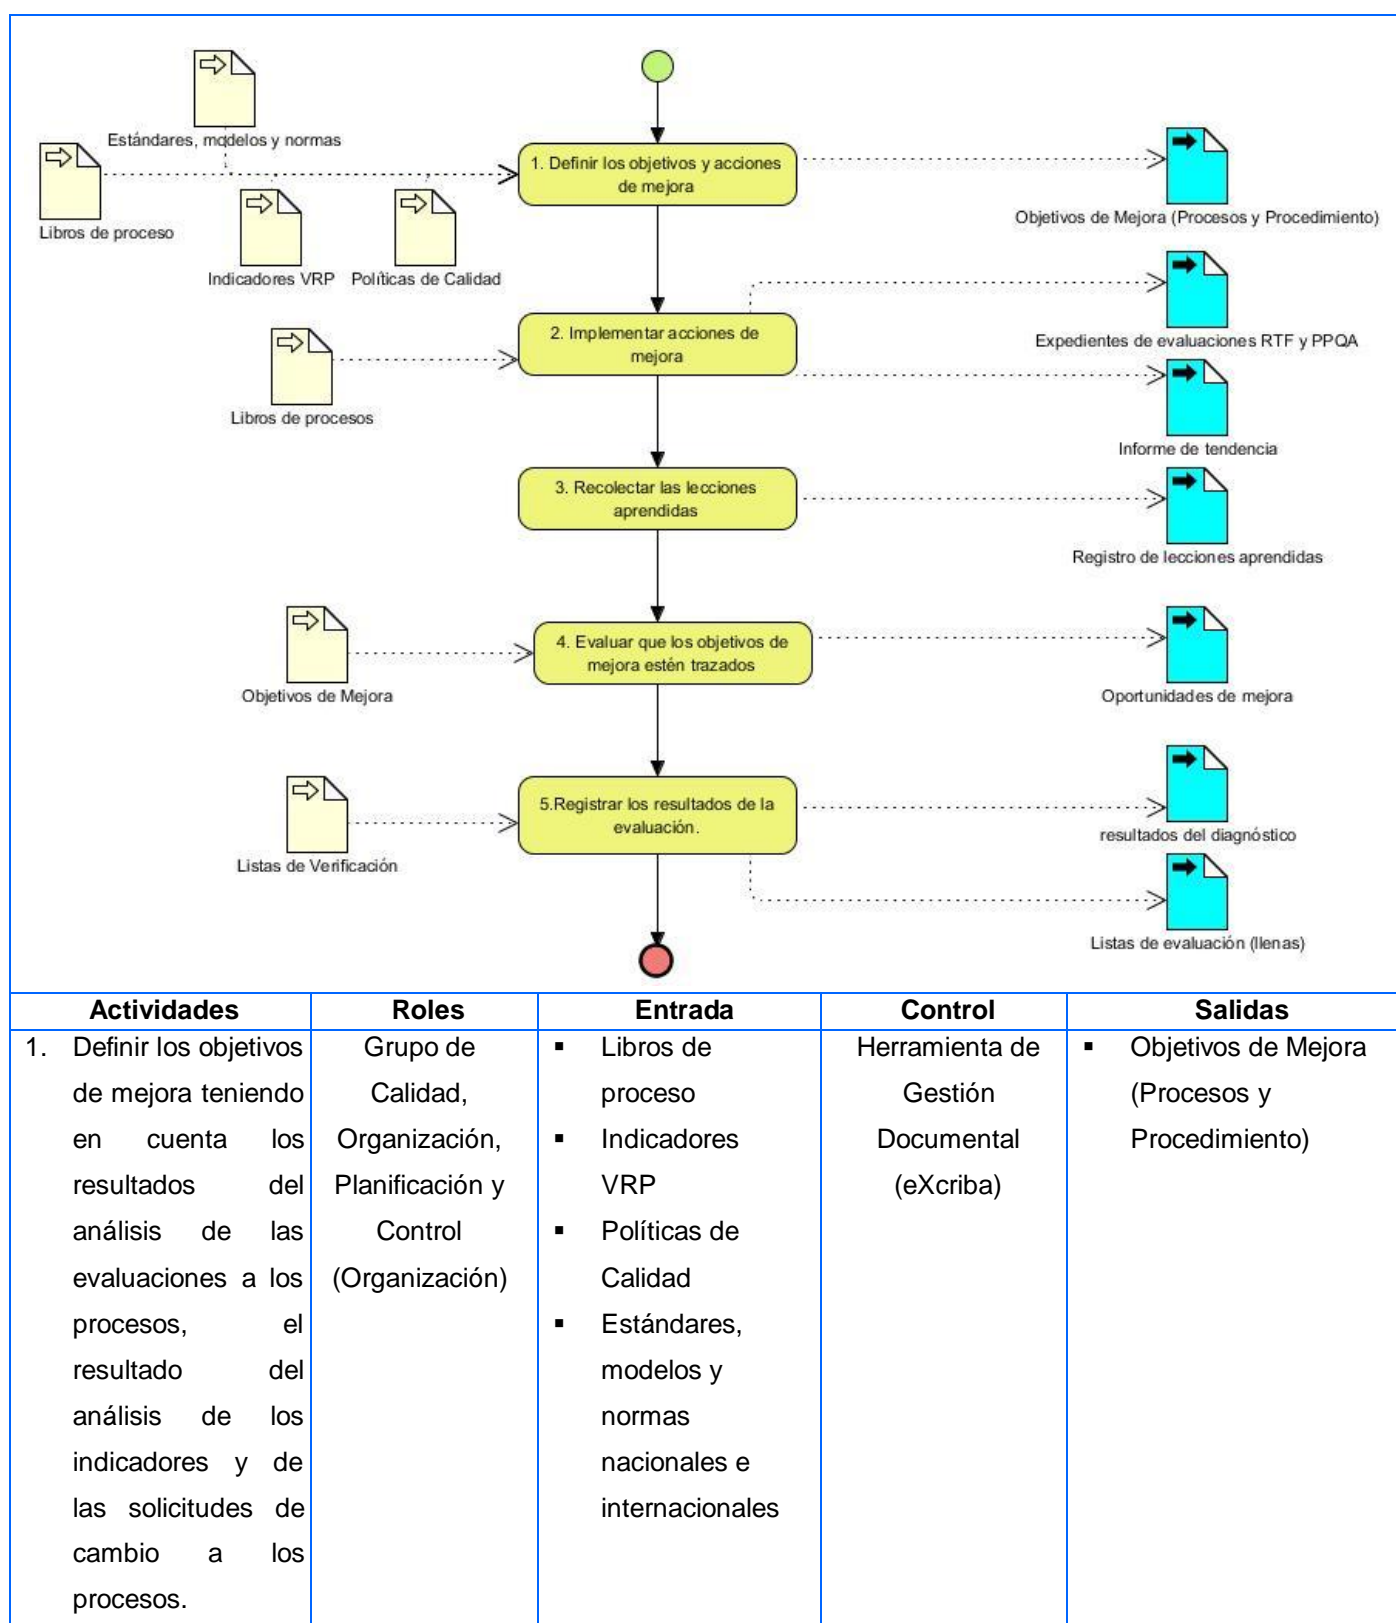 Estándares, modelos y normas
Libros de proceso
Indicadores VRP
Políticas de Calidad
1. Definir los objetivos y acciones
de mejora
Objetivos de Mejora (Procesos y Procedimiento)
Libros de procesos
2. Implementar acciones de
mejora
Expedientes de evaluaciones RTF y PPQA
Informe de tendencia
3. Recolectar las lecciones
aprendidas
Registro de lecciones aprendidas
Objetivos de Mejora
4. Evaluar que los objetivos de
mejora estén trazados
Oportunidades de mejora
Listas de Verificación
5.Registrar los resultados de la
evaluación.
resultados del diagnóstico
Listas de evaluación (llenas)
Actividades
Roles
Entrada
Control
Salidas
1. Definir los objetivos
de mejora teniendo
en cuenta los
resultados del
análisis de las
evaluaciones a los
procesos, el
resultado del
análisis de los
indicadores y de
las solicitudes de
cambio a los
procesos.
Grupo de
Calidad,
Organización,
Planificación y
Control
(Organización)
▪ Libros de
proceso
▪ Indicadores
VRP
▪ Políticas de
Calidad
▪ Estándares,
modelos y
normas
nacionales e
internacionales
Herramienta de
Gestión
Documental
(eXcriba)
▪ Objetivos de Mejora
(Procesos y
Procedimiento)